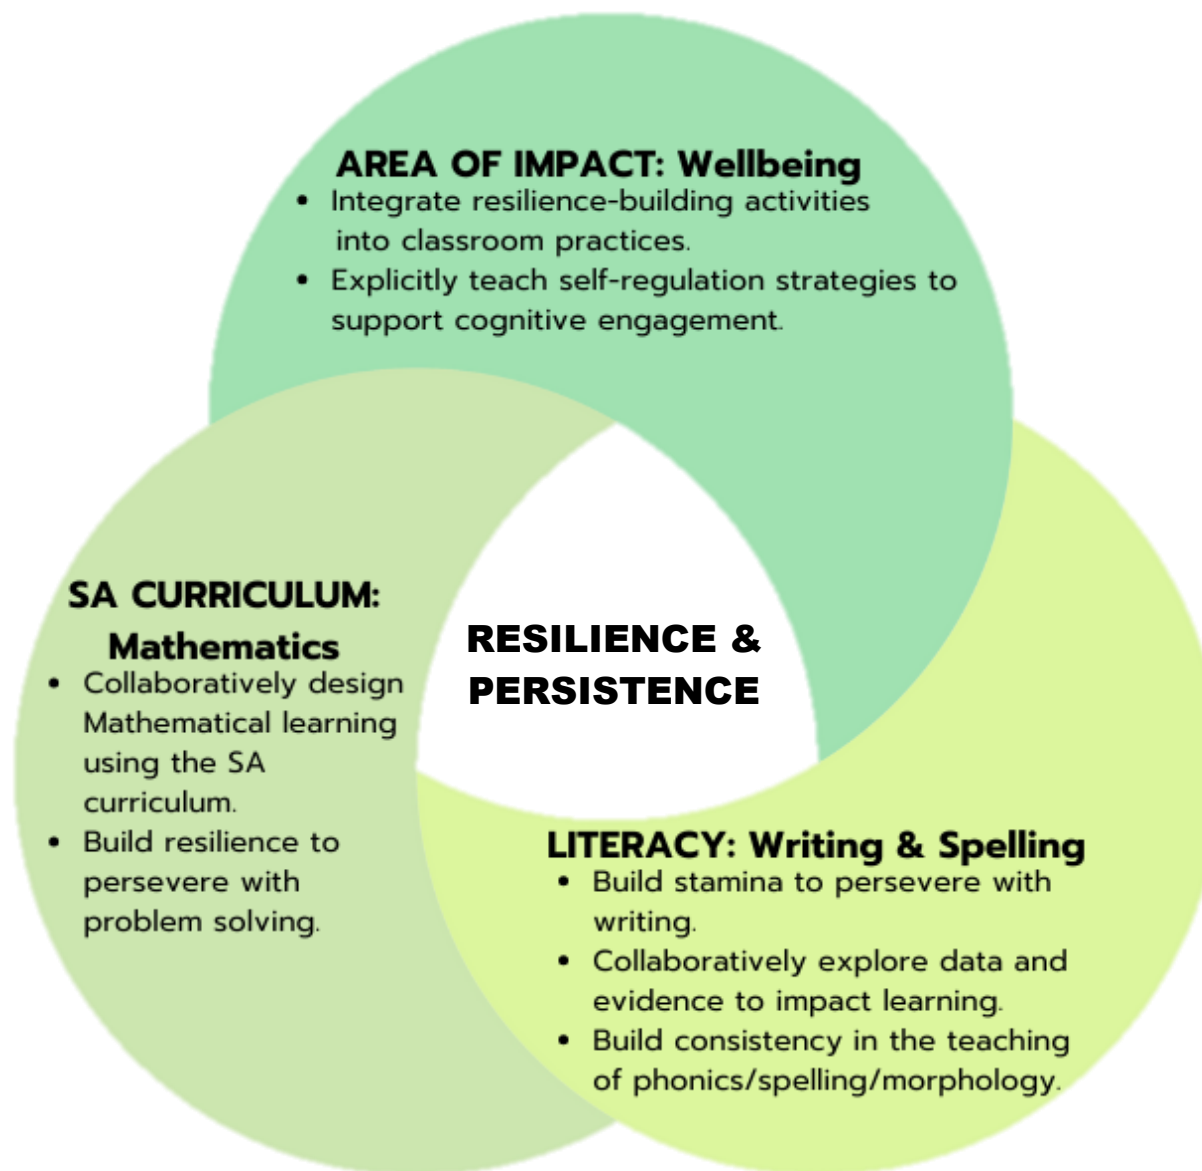 AREA OF IMPACT: Wellbeing
• Integrate resilience-building activities
into classroom practices.
• Explicitly teach self-regulation strategies to
support cognitive engagement.
SA CURRICULUM:
Mathematics
• Collaboratively design
Mathematical learning
using the SA
curriculum.
• Build resilience to
persevere with
problem solving.
RESILIENCE &
PERSISTENCE
LITERACY: Writing & Spelling
• Build stamina to persevere with
writing.
• Collaboratively explore data and
evidence to impact learning.
• Build consistency in the teaching
of phonics/spelling/morphology.